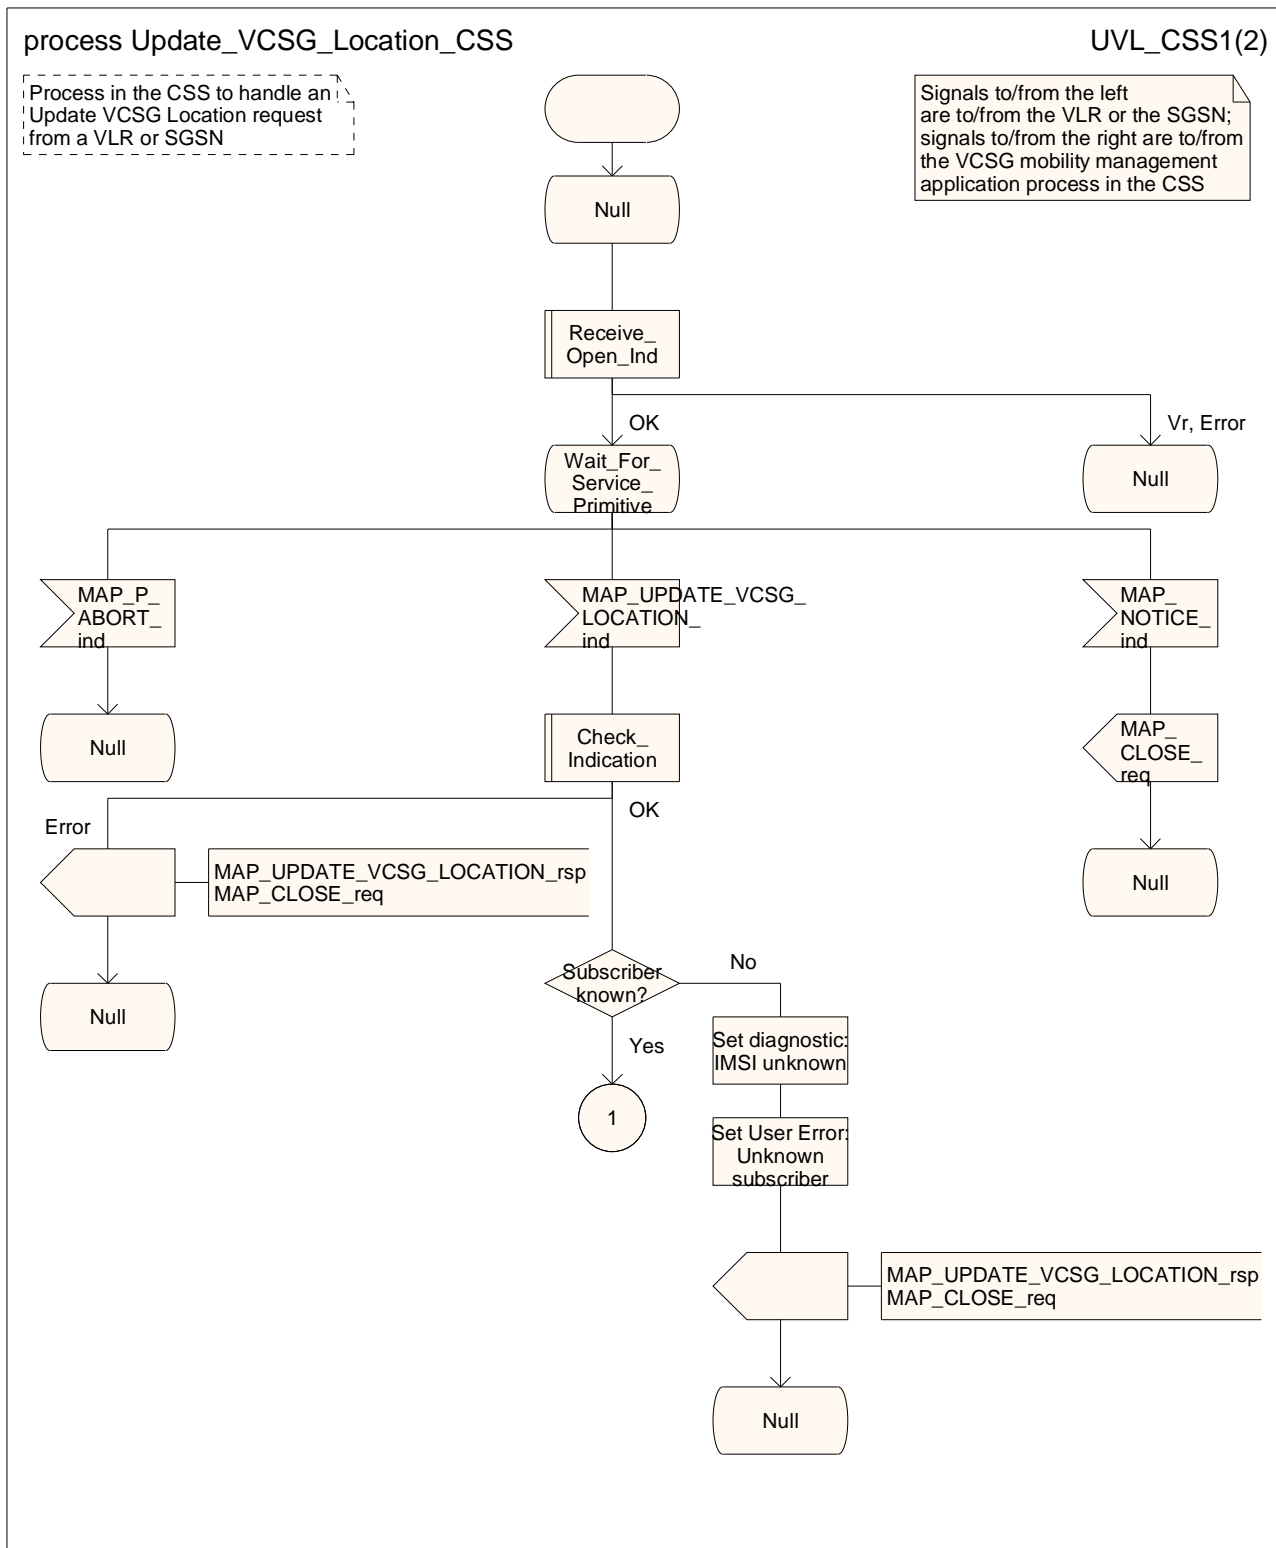 process Update_VCSG_Location_CSS
UVL_CSS1(2)
Process in the CSS to handle an
Update VCSG Location request
from a VLR or SGSN
Signals to/from the left
are to/from the VLR or the SGSN;
signals to/from the right are to/from
the VCSG mobility management
application process in the CSS
Null
Receive_
Open_Ind
OK
Vr, Error
Wait_For_
Service_
Primitive
Null
MAP_P_
ABORT_
ind
MAP_UPDATE_VCSG_
LOCATION_
ind
MAP_
NOTICE_
ind
Null
Check_
Indication
MAP_
CLOSE_
req
OK
Error
MAP_UPDATE_VCSG_LOCATION_rsp
MAP_CLOSE_req
Null
Null
Subscriber
known?
No
Yes
Set diagnostic:
IMSI unknown
1
Set User Error:
Unknown
subscriber
MAP_UPDATE_VCSG_LOCATION_rsp
MAP_CLOSE_req
Null